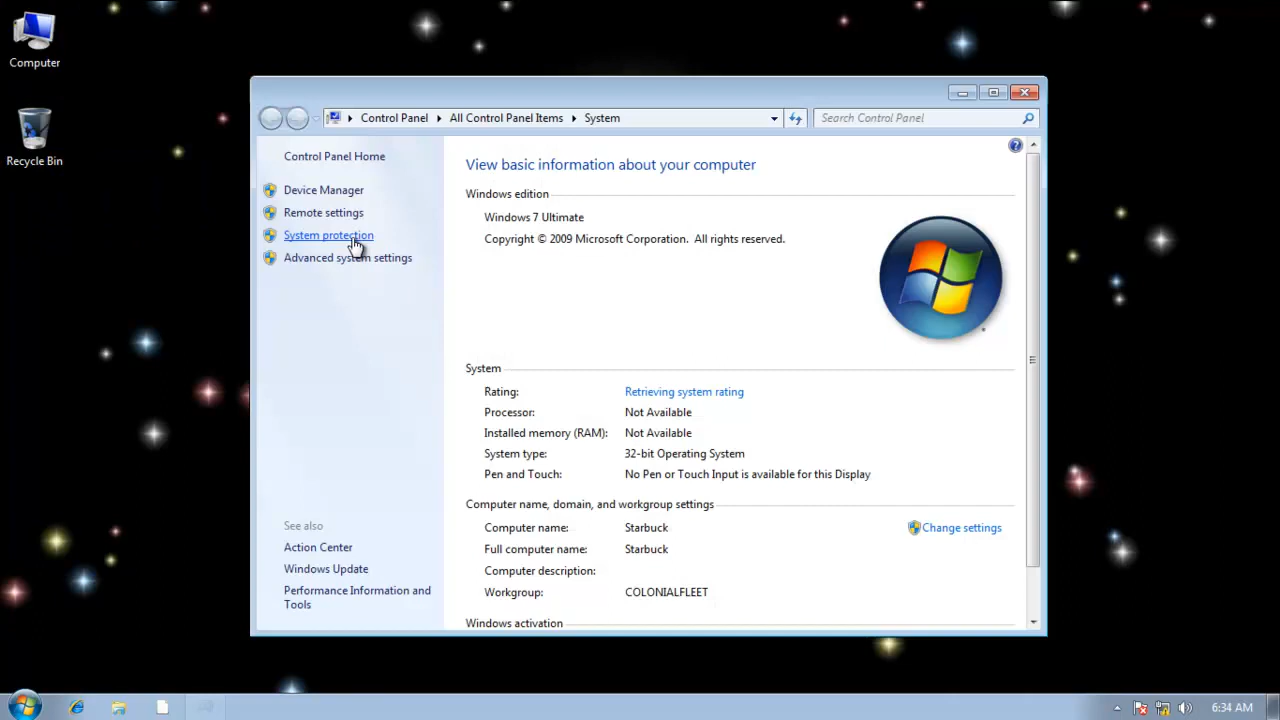 Computer
Recycle Bin
Control Panel
All Control Panel Items
System
Search Control Panel
Control Panel Home
Device Manager
Remote settings
System protection
Advanced system settings
See also
Action Center
Windows Update
Performance Information and
Tools
View basic information about your computer
Windows edition
Windows 7 Ultimate
Copyright © 2009 Microsoft Corporation. All rights reserved.
System
Rating: Retrieving system rating
Processor: Not Available
Installed memory (RAM): Not Available
System type: 32-bit Operating System
Pen and Touch: No Pen or Touch Input is available for this Display
Computer name, domain, and workgroup settings
Computer name: Starbuck Change settings
Full computer name: Starbuck
Computer description:
Workgroup: COLONIALFLEET
Windows activation
6:34 AM